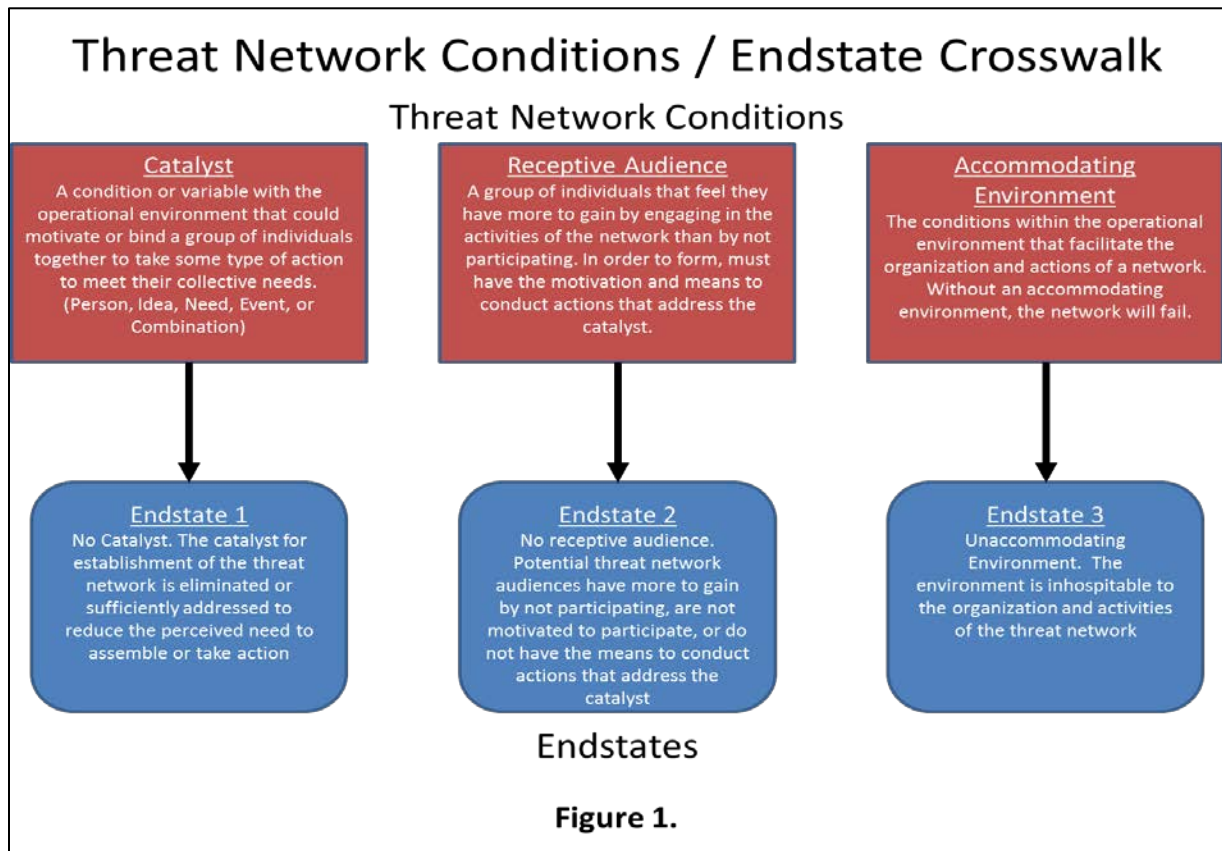 Threat Network Conditions / Endstate Crosswalk
Threat Network Conditions
Catalyst
A condition or variable with the
operational environment that could
motivate or bind a group of individuals
together to take some type of action
to meet their collective needs.
(Person, Idea, Need, Event, or
Combination)
Receptive Audience
A group of individuals that feel they
have more to gain by engaging in the
activities of the network than by not
participating. In order to form, must
have the motivation and means to
conduct actions that address the
catalyst.
Accommodating
Environment
The conditions within the operational
environment that facilitate the
organization and actions of a network.
Without an accommodating
environment, the network will fail.
Endstate 1
No Catalyst. The catalyst for
establishment of the threat
network is eliminated or
sufficiently addressed to
reduce the perceived need to
assemble or take action
Endstate 2
No receptive audience.
Potential threat network
audiences have more to gain
by not participating, are not
motivated to participate, or do
not have the means to conduct
actions that address the
catalyst
Endstate 3
Unaccommodating
Environment. The
environment is inhospitable to
the organization and activities
of the threat network
Endstates
Figure 1.